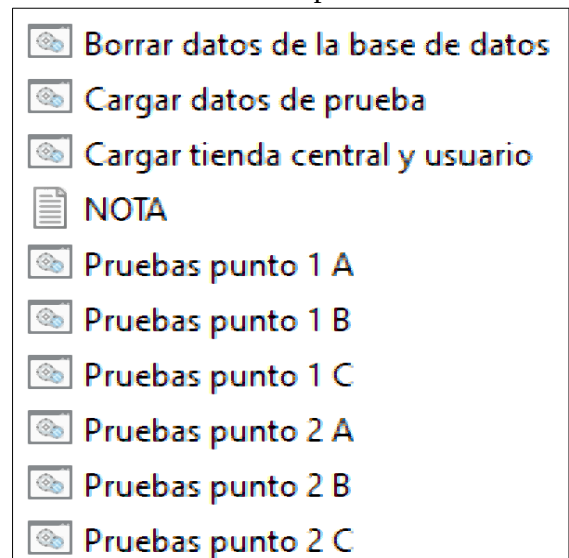 Borrar datos de la base de datos
Cargar datos de prueba
Cargar tienda central y usuario
NOTA
Pruebas punto 1 A
Pruebas punto 1 B
Pruebas punto 1 C
Pruebas punto 2 A
Pruebas punto 2 B
Pruebas punto 2 C